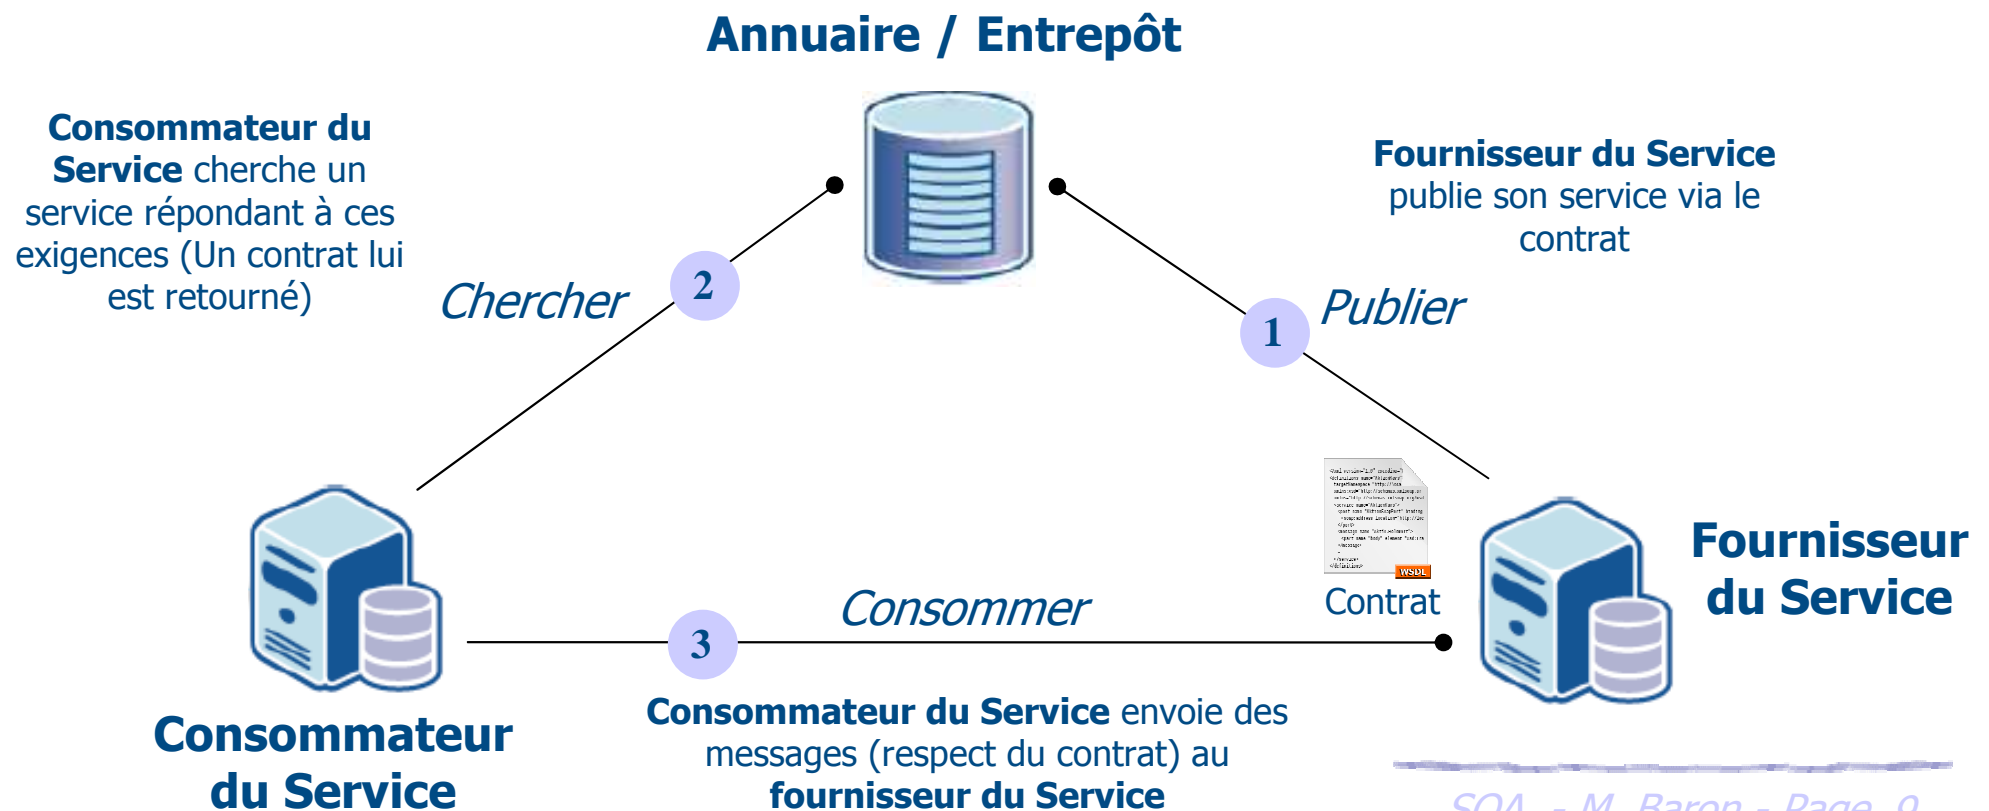 Annuaire / Entrepôt
Consommateur du
Service cherche un
service répondant à ces
exigences (Un contrat lui
est retourné)
Fournisseur du Service
publie son service via le
contrat
Chercher
2
1
Publier
WSDL
Contrat
Fournisseur
du Service
Consommer
3
Consommateur du Service envoie des
messages (respect du contrat) au
fournisseur du Service
Consommateur
du Service
SOA - M. Baron - Page 9